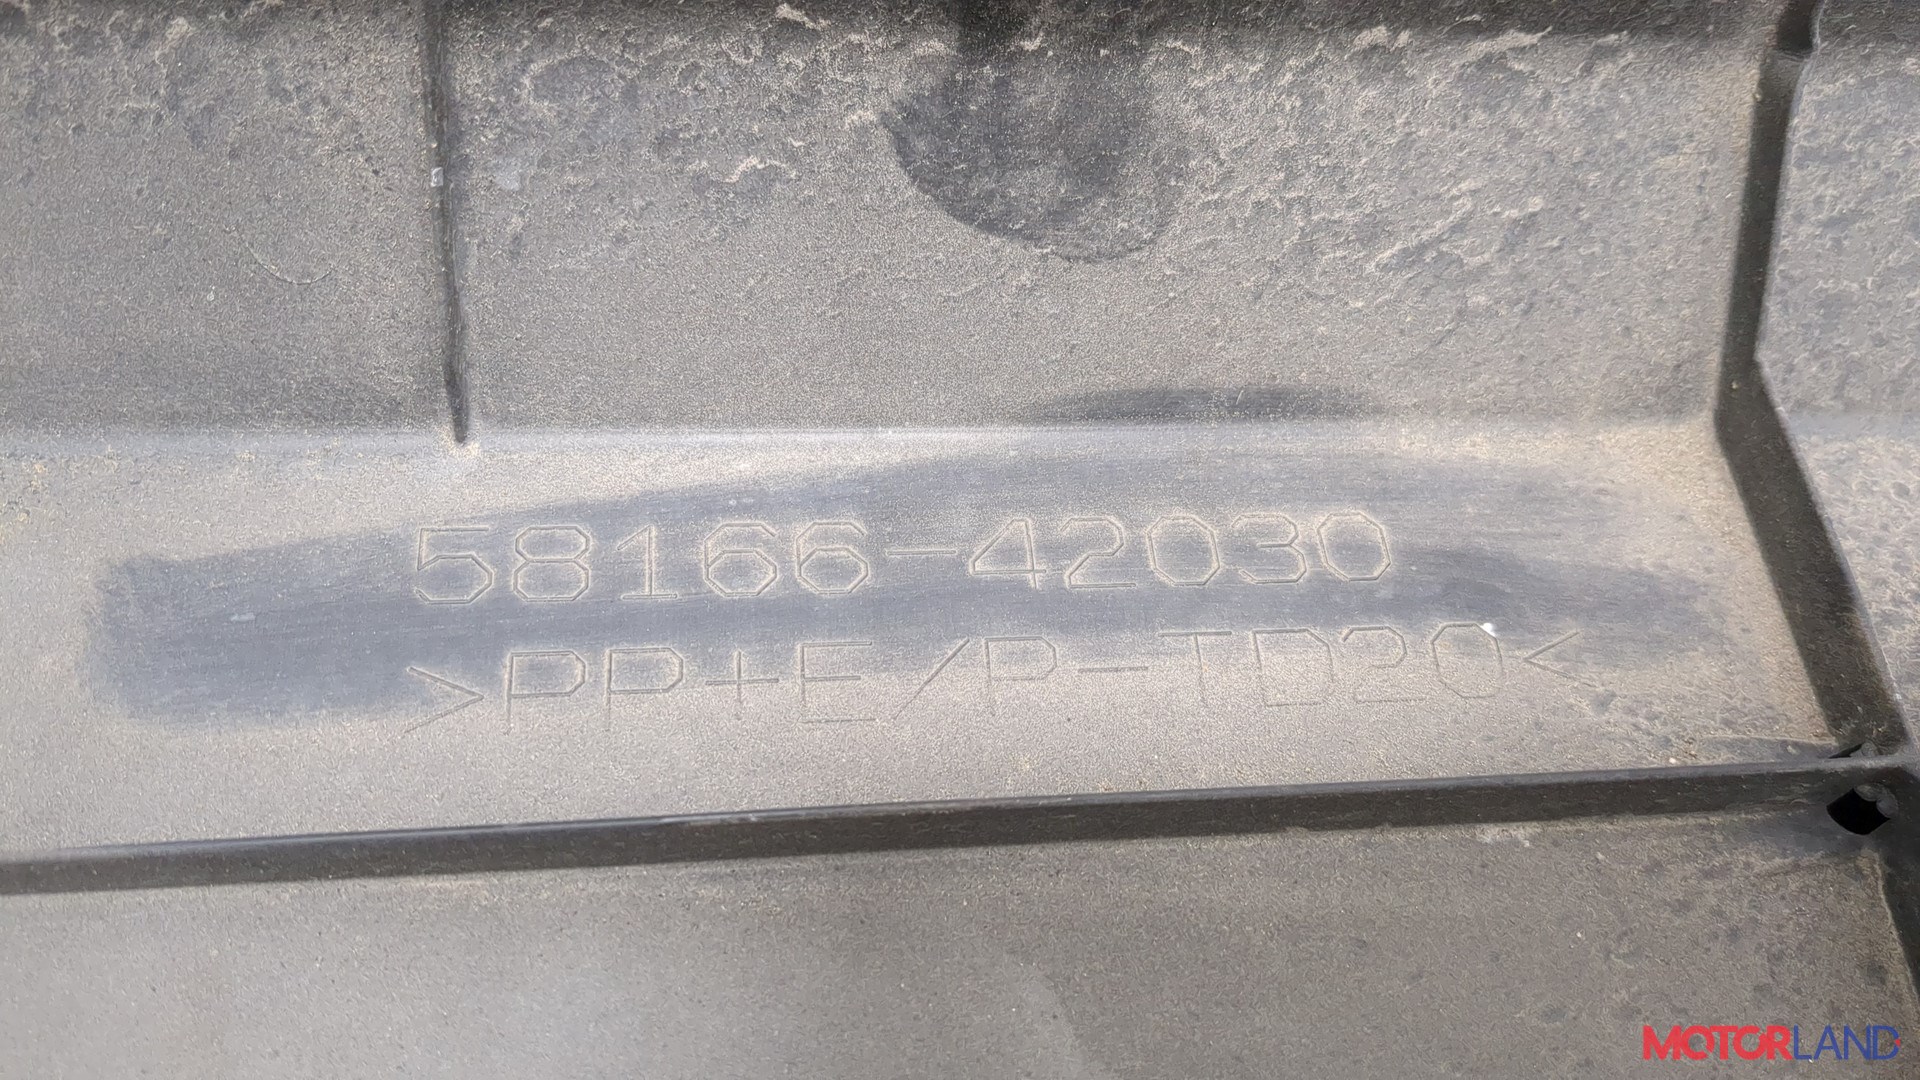 58166-42030
>PP+E/P-TD20<
MOTORLAND